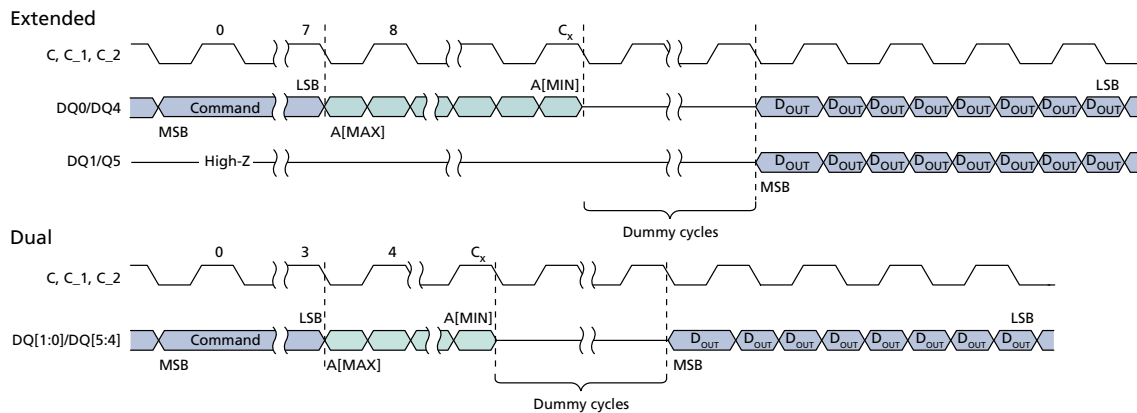 Extended
0 7 8 Cx
C, C_1, C_2
LSB A[MIN] LSB
DQ0/DQ4 Command DOUT DOUT DOUT DOUT DOUT DOUT DOUT DOUT
MSB A[MAX]
DQ1/Q5 High-Z DOUT DOUT DOUT DOUT DOUT DOUT DOUT DOUT
MSB
Dummy cycles
Dual
0 3 4 Cx
C, C_1, C_2
LSB A[MIN] LSB
DQ[1:0]/DQ[5:4] Command DOUT DOUT DOUT DOUT DOUT DOUT DOUT DOUT
MSB A[MAX] MSB
Dummy cycles